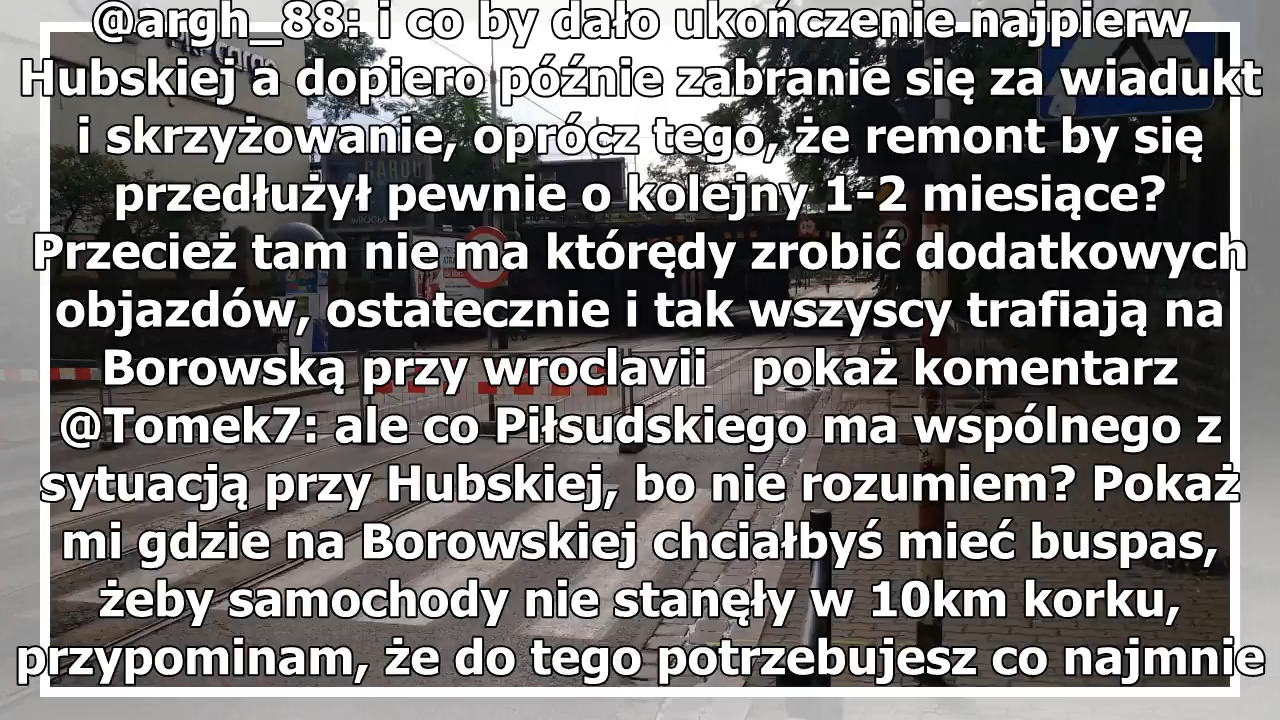 @argh_88: i co by dało ukończenie najpierw
Hubskiej a dopiero późnie zabranie się za wiadukt
i skrzyżowanie, oprócz tego, że remont by się
przedłużył pewnie o kolejny 1-2 miesiące?
Przecież tam nie ma którędy zrobić dodatkowych
objazdów, ostatecznie i tak wszyscy trafiają na
Borowską przy wroclavii pokaż komentarz
@Tomek7: ale co Piłsudskiego ma wspólnego z
sytuacją przy Hubskiej, bo nie rozumiem? Pokaż
mi gdzie na Borowskiej chciałbyś mieć buspas,
żeby samochody nie stanęły w 10km korku,
przypominam, że do tego potrzebujesz co najmnie